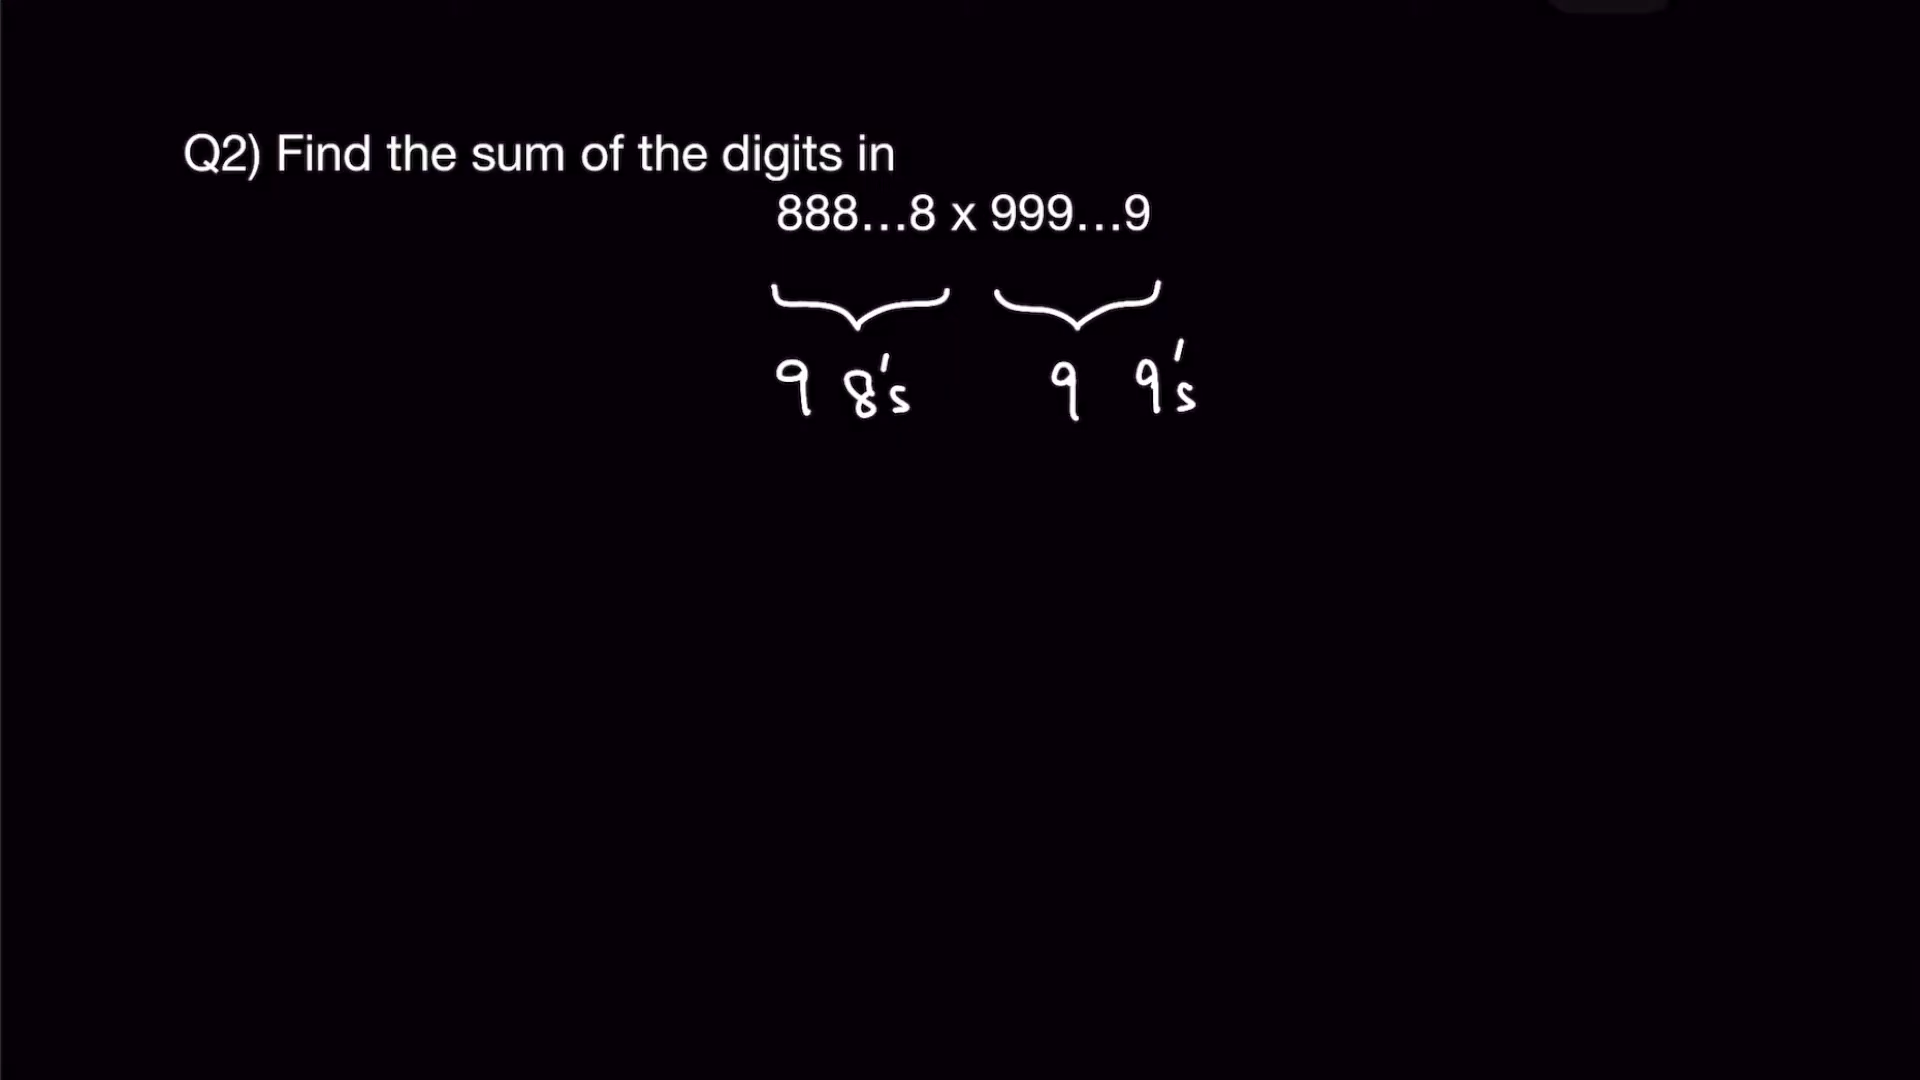 Q2) Find the sum of the digits in
888...8 x 999...9
9 8's 9 9's